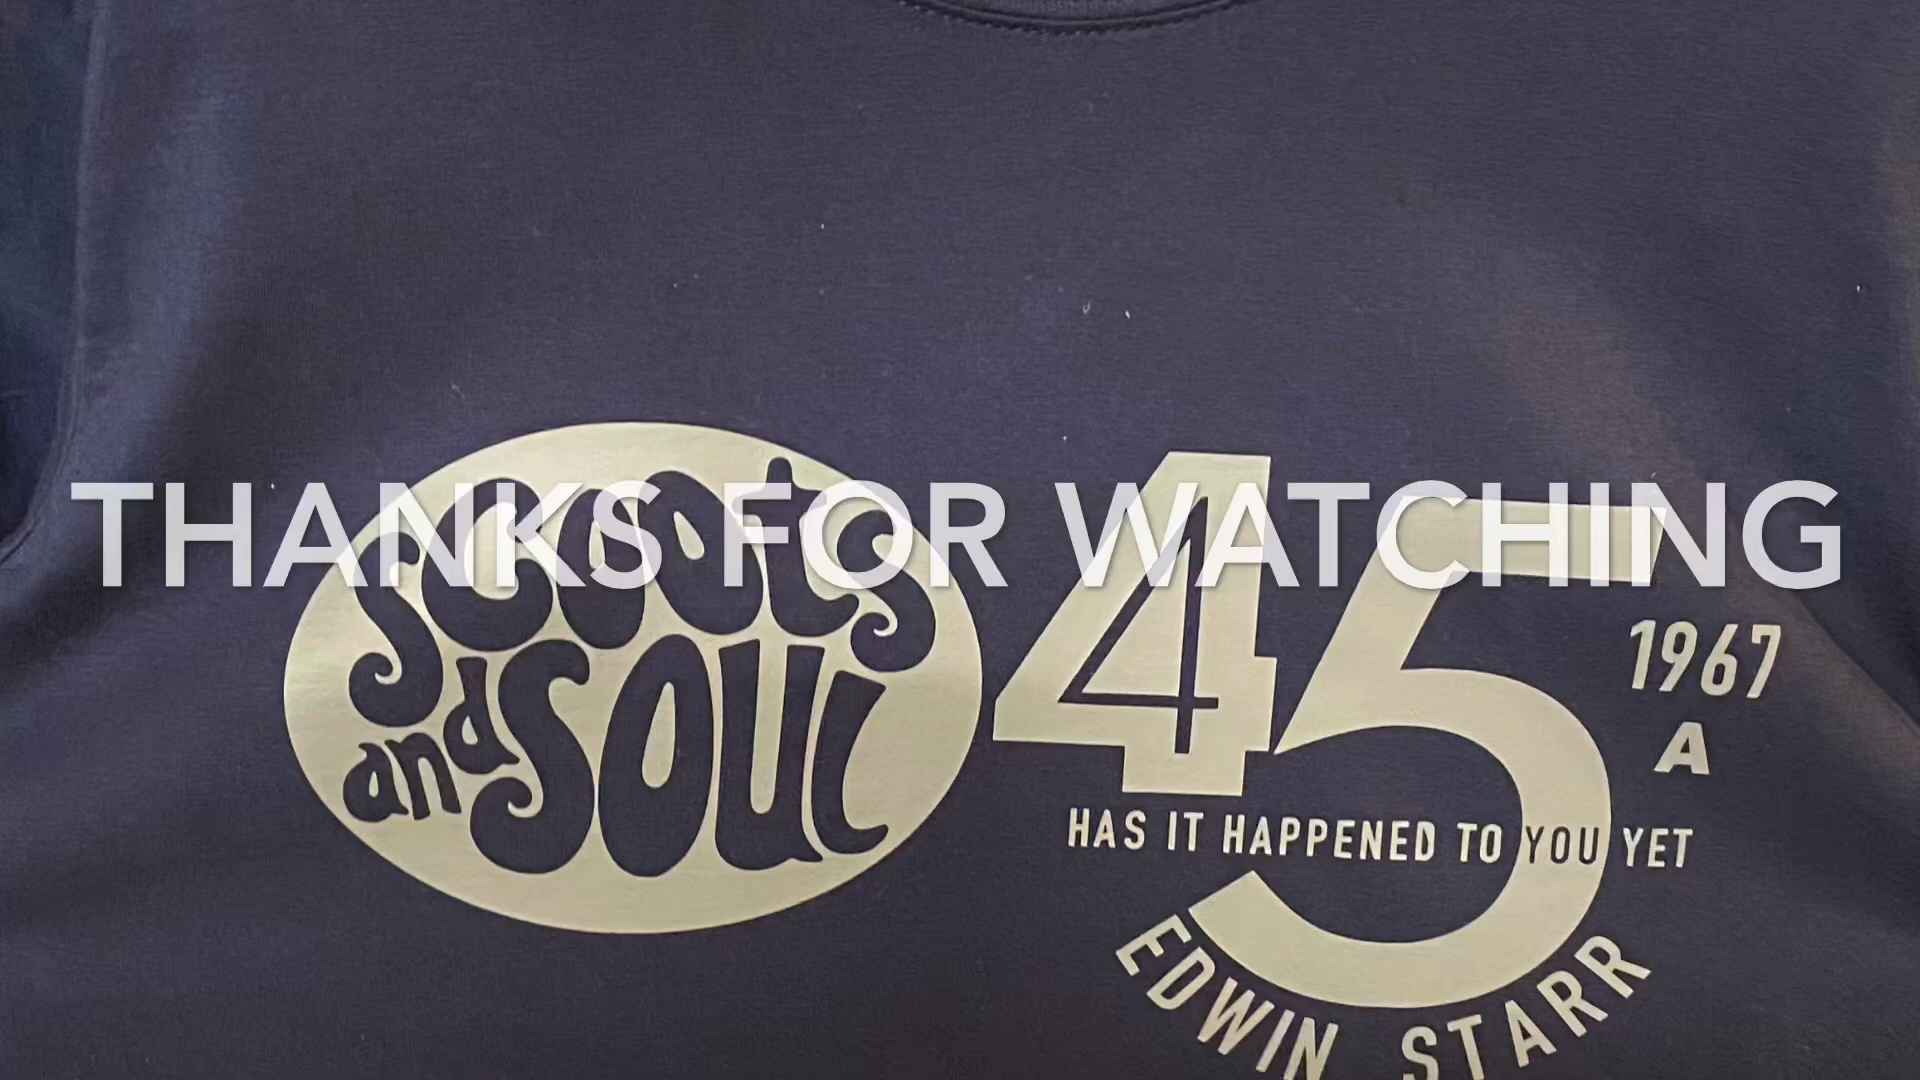 THANKS FOR WATCHING
scoots
and soul
45
1967
A
HAS IT HAPPENED TO YOU YET
EDWIN STARR